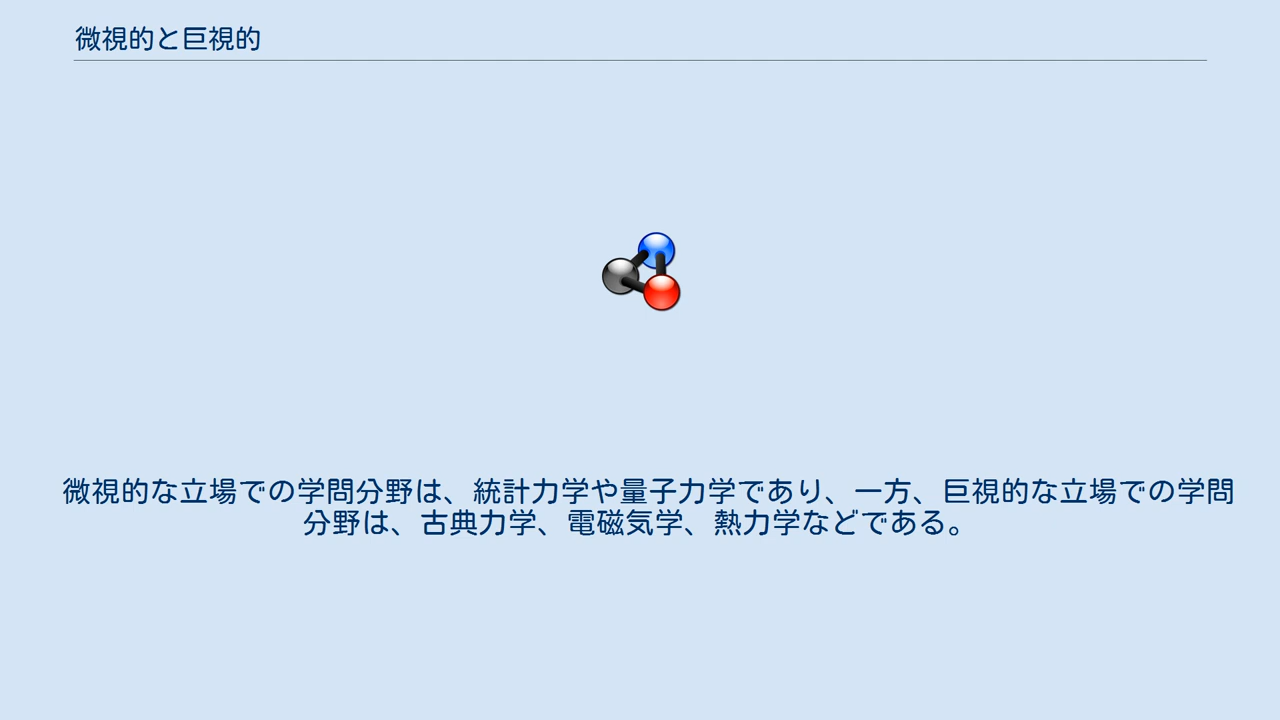 微視的と巨視的
微視的な立場での学問分野は、統計力学や量子力学であり、一方、巨視的な立場での学問
分野は、古典力学、電磁気学、熱力学などである。